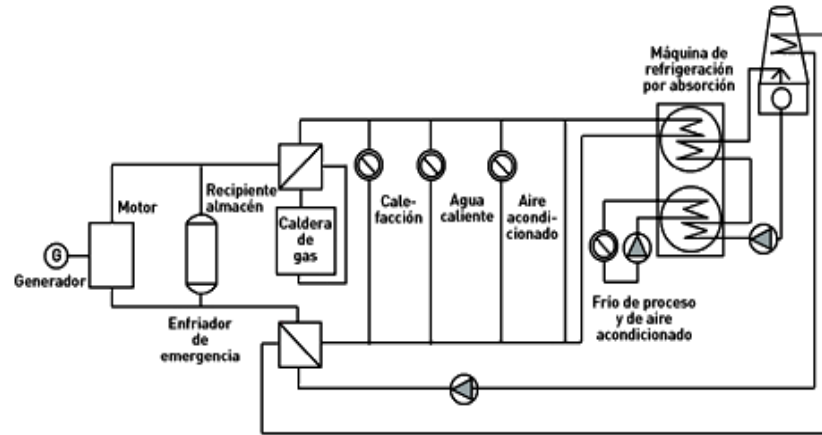 Máquina de
refrigeración
por absorción
Motor
Recipiente
almacén
G
Generador
Caldera
de
gas
Cale-
facción
Agua
caliente
Aire
acondi-
cionado
Enfriador
de
emergencia
Frío de proceso
y de aire
acondicionado